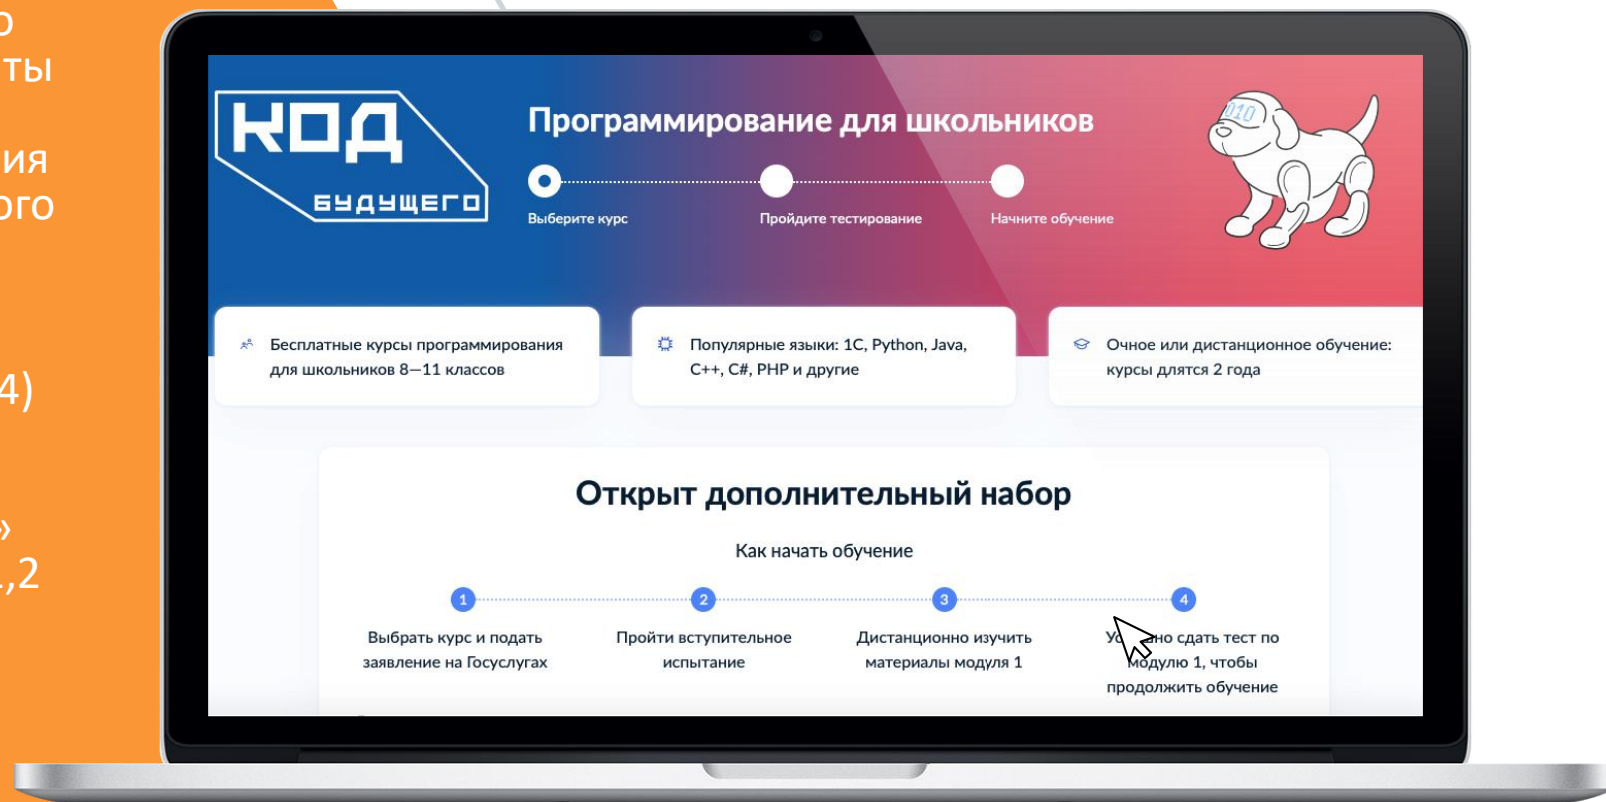 ты
ия
ого
4)
»
,2
КОД
БУДУЩЕГО
010
Программирование для школьников
Выберите курс
Пройдите тестирование
Начните обучение
Бесплатные курсы программирования
для школьников 8—11 классов
Популярные языки: 1С, Python, Java,
C++, C#, PHP и другие
Очное или дистанционное обучение:
курсы длятся 2 года
Открыт дополнительный набор
Как начать обучение
1
2
3
4
Выбрать курс и подать
заявление на Госуслугах
Пройти вступительное
испытание
Дистанционно изучить
материалы модуля 1
сдать тест по
модулю 1, чтобы
продолжить обучение